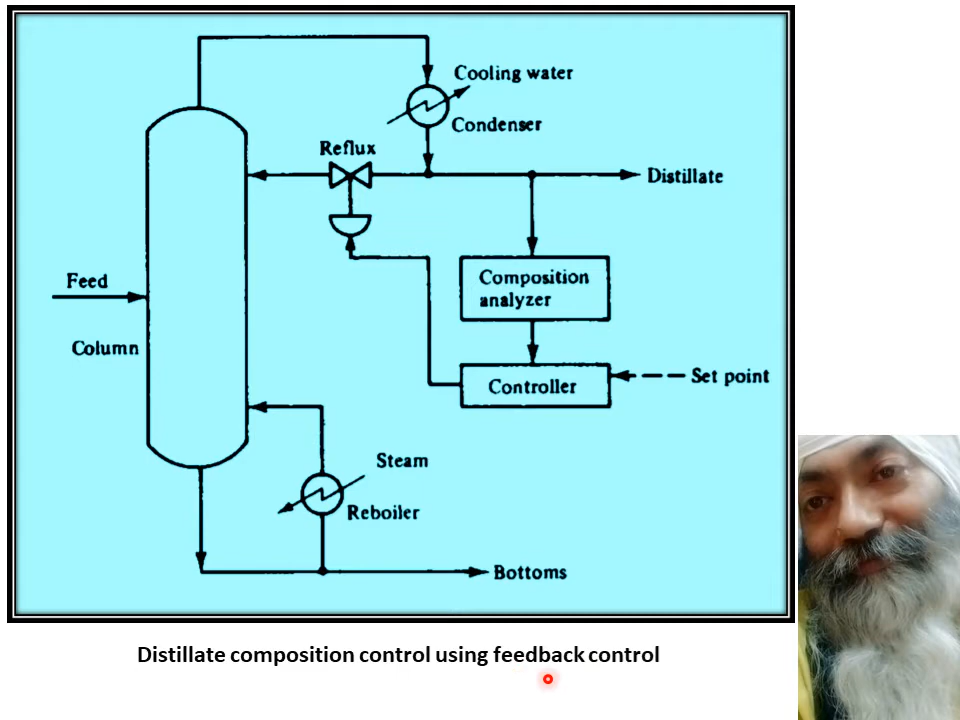 Cooling water
Condenser
Reflux
Distillate
Feed
Composition
analyzer
Column
Controller
Set point
Steam
Reboiler
Bottoms
Distillate composition control using feedback control